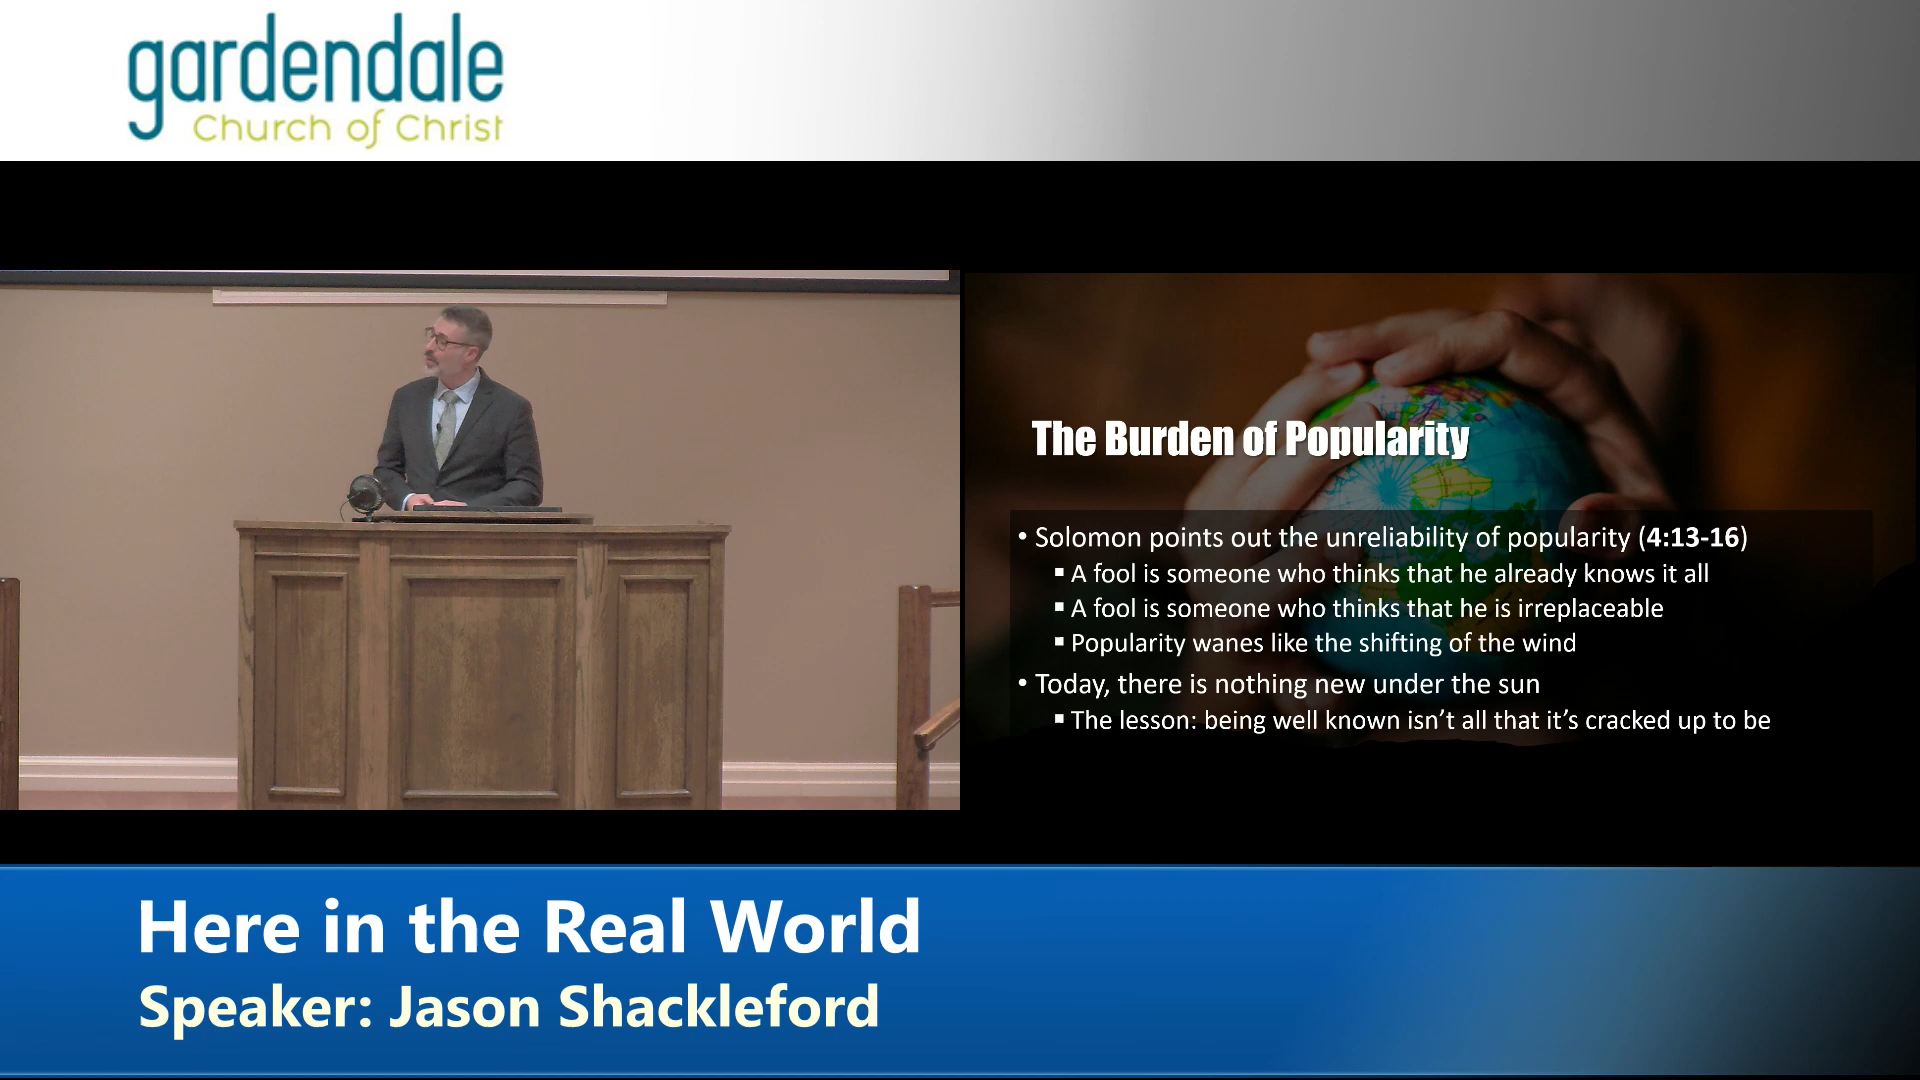 gardendale
Church of Christ
The Burden of Popularity
• Solomon points out the unreliability of popularity (4:13-16)
▪ A fool is someone who thinks that he already knows it all
▪ A fool is someone who thinks that he is irreplaceable
▪ Popularity wanes like the shifting of the wind
• Today, there is nothing new under the sun
▪ The lesson: being well known isn’t all that it’s cracked up to be
Here in the Real World
Speaker: Jason Shackleford